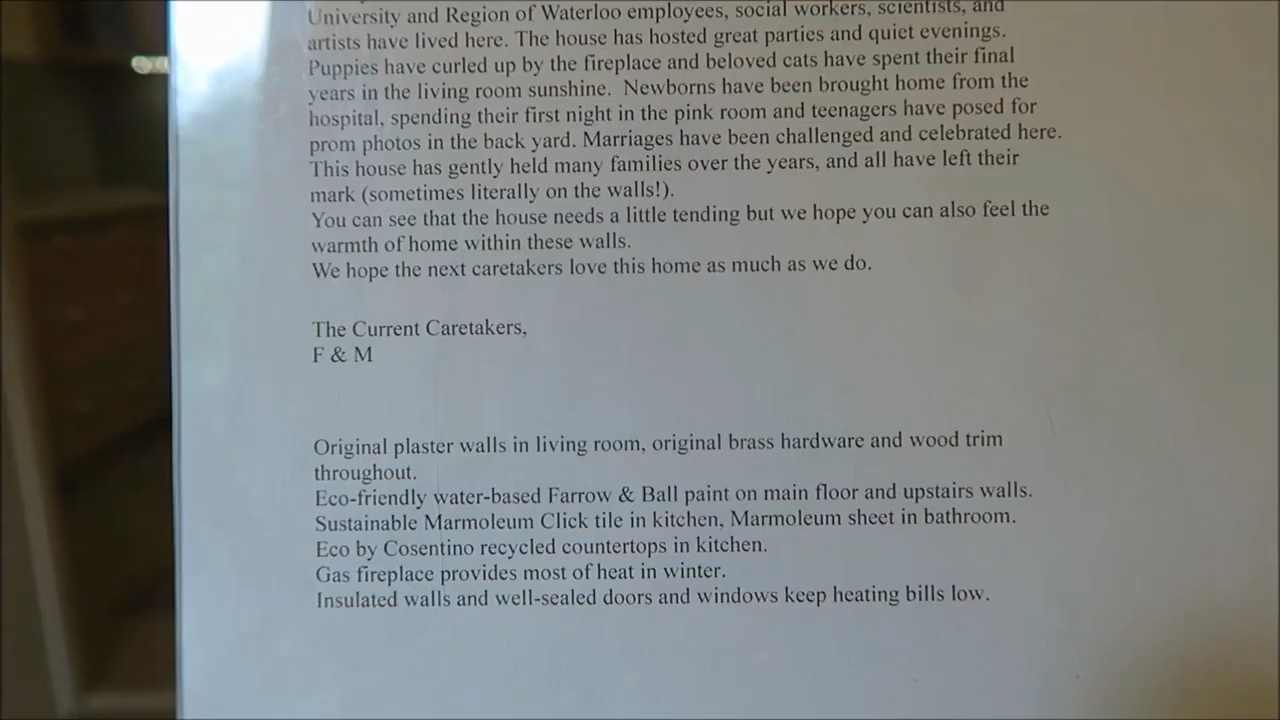 University and Region of Waterloo employees, social workers, scientists, and
artists have lived here. The house has hosted great parties and quiet evenings.
Puppies have curled up by the fireplace and beloved cats have spent their final
years in the living room sunshine. Newborns have been brought home from the
hospital, spending their first night in the pink room and teenagers have posed for
prom photos in the back yard. Marriages have been challenged and celebrated here.
This house has gently held many families over the years, and all have left their
mark (sometimes literally on the walls!).
You can see that the house needs a little tending but we hope you can also feel the
warmth of home within these walls.
We hope the next caretakers love this home as much as we do.
The Current Caretakers,
F & M
Original plaster walls in living room, original brass hardware and wood trim
throughout.
Eco-friendly water-based Farrow & Ball paint on main floor and upstairs walls.
Sustainable Marmoleum Click tile in kitchen, Marmoleum sheet in bathroom.
Eco by Cosentino recycled countertops in kitchen.
Gas fireplace provides most of heat in winter.
Insulated walls and well-sealed doors and windows keep heating bills low.